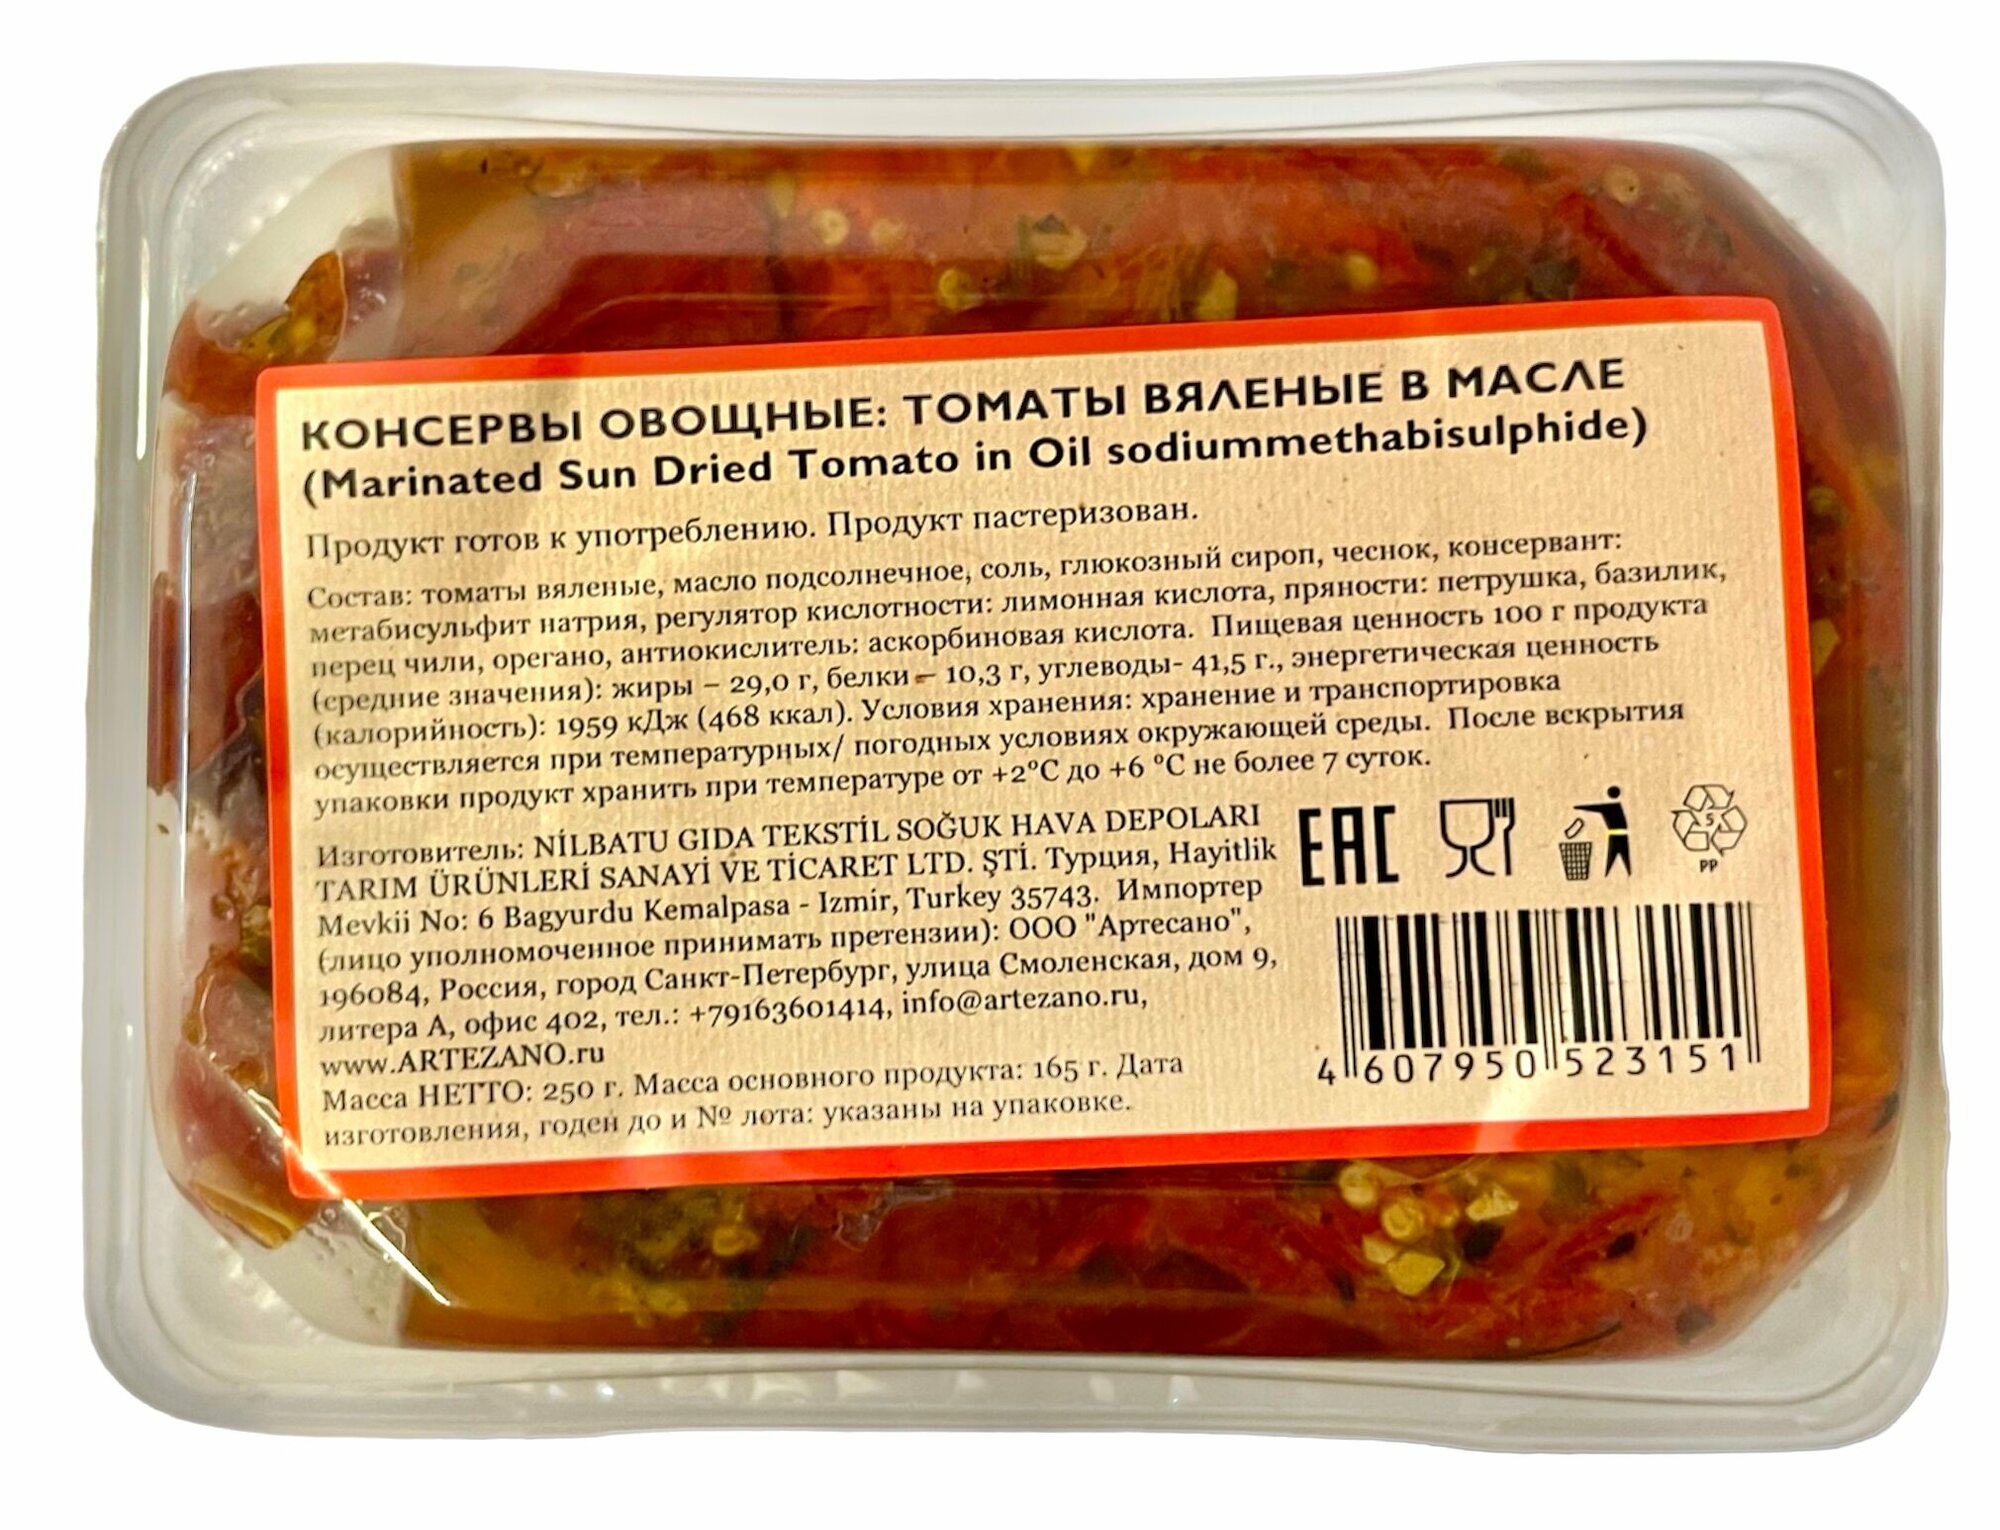 КОНСЕРВЫ ОВОЩНЫЕ: ТОМАТЫ ВЯЛЕНЫЕ В МАСЛЕ
(Marinated Sun Dried Tomato in Oil sodiummethabisulphide)
Продукт готов к употреблению. Продукт пастеризован.
Состав: томаты вяленые, масло подсолнечное, соль, глюкозный сироп, чеснок, консервант:
метабисульфит натрия, регулятор кислотности: лимонная кислота, пряности: петрушка, базилик,
перец чили, орегано, антиокислитель: аскорбиновая кислота. Пищевая ценность 100 г продукта
(средние значения): жиры – 29,0 г, белки – 10,3 г, углеводы- 41,5 г., энергетическая ценность
(калорийность): 1959 кДж (468 ккал). Условия хранения: хранение и транспортировка
осуществляется при температурных/ погодных условиях окружающей среды. После вскрытия
упаковки продукт хранить при температуре от +2°C до +6 °C не более 7 суток.
Изготовитель: NİLBATU GIDA TEKSTİL SOĞUK HAVA DEPOLARI
TARIM ÜRÜNLERİ SANAYİ VE TİCARET LTD. ŞTİ. Турция, Hayitlik
Mevkii No: 6 Bagyurdu Kemalpasa - Izmir, Turkey 35743. Импортер
(лицо уполномоченное принимать претензии): ООО "Артесано",
196084, Россия, город Санкт-Петербург, улица Смоленская, дом 9,
литера А, офис 402, тел.: +79163601414, info@artezano.ru,
www.ARTEZANO.ru
Масса НЕТТО: 250 г. Масса основного продукта: 165 г. Дата
изготовления, годен до и № лота: указаны на упаковке.
EAC
5
PP
4 607950 523151